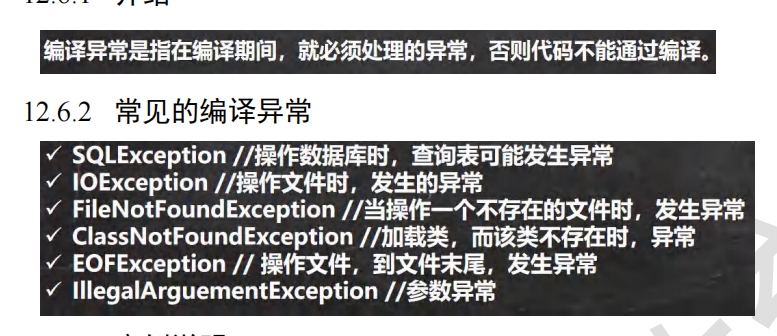 编译异常是指在编译期间，就必须处理的异常，否则代码不能通过编译。
12.6.2 常见的编译异常
✓ SQLException //操作数据库时，查询表可能发生异常
✓ IOException //操作文件时，发生的异常
✓ FileNotFoundException //当操作一个不存在的文件时，发生异常
✓ ClassNotFoundException //加载类，而该类不存在时，异常
✓ EOFException // 操作文件，到文件末尾，发生异常
✓ IllegalArguementException //参数异常